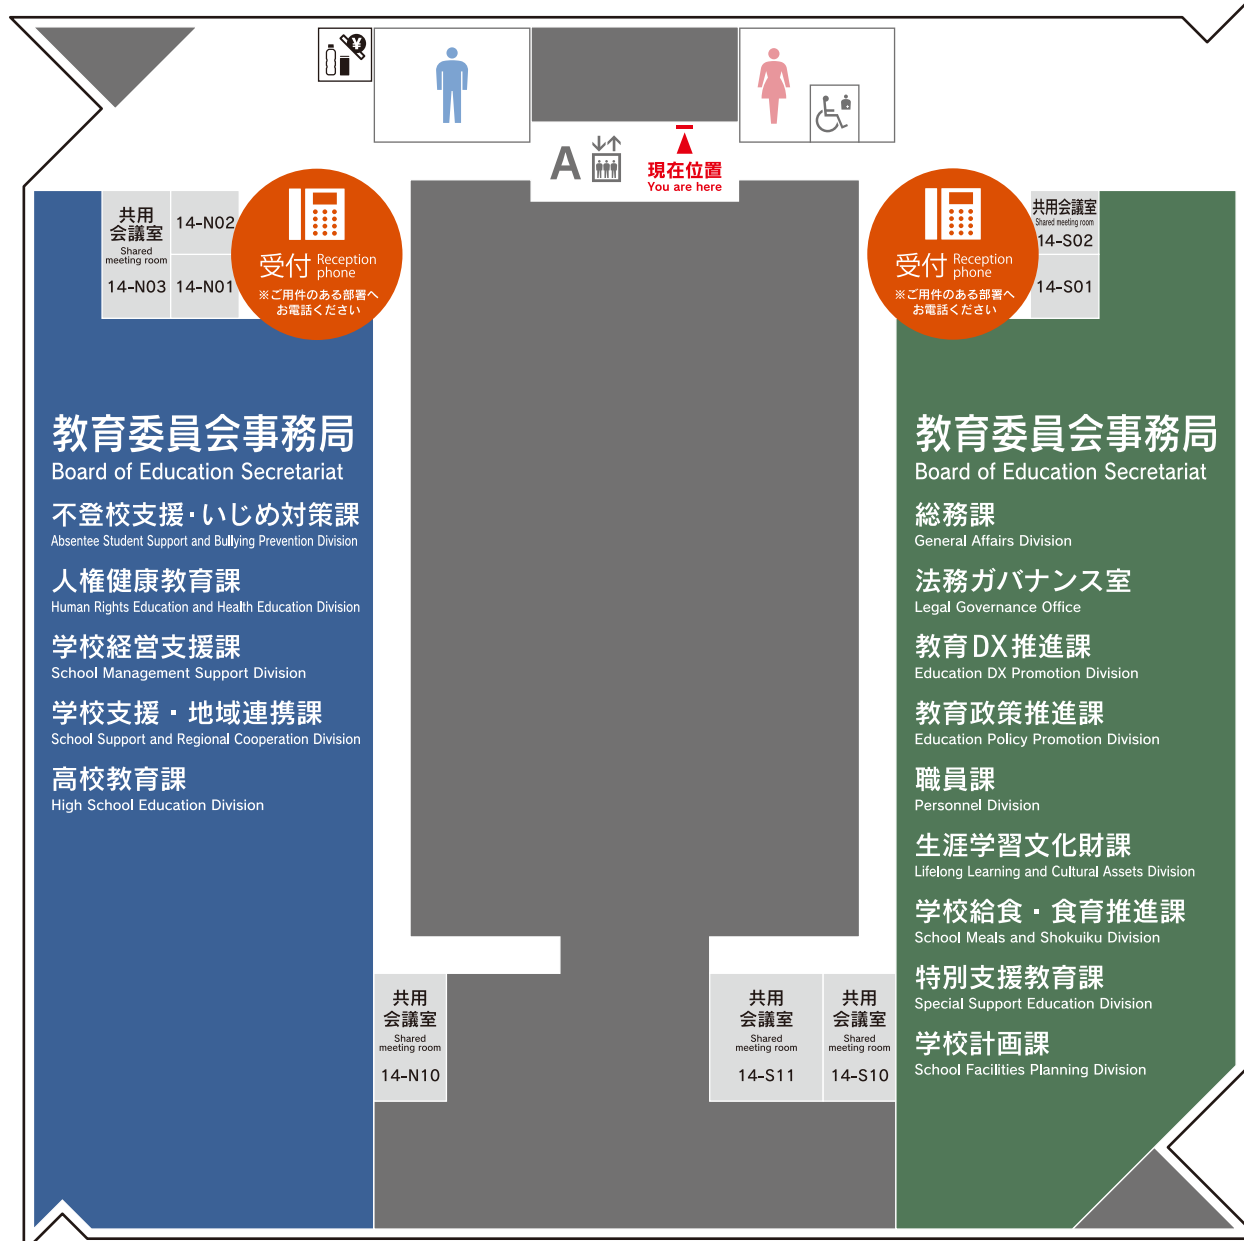 ¥
A
現在位置
You are here
共用
会議室
Shared
meeting room
14-N03
14-N02
14-N01
受付 Reception phone
※ご用件のある部署へ
お電話ください
受付 Reception phone
※ご用件のある部署へ
お電話ください
共用会議室
Shared meeting room
14-S02
14-S01
教育委員会事務局
Board of Education Secretariat
不登校支援・いじめ対策課
Absentee Student Support and Bullying Prevention Division
人権健康教育課
Human Rights Education and Health Education Division
学校経営支援課
School Management Support Division
学校支援・地域連携課
School Support and Regional Cooperation Division
高校教育課
High School Education Division
教育委員会事務局
Board of Education Secretariat
総務課
General Affairs Division
法務ガバナンス室
Legal Governance Office
教育DX推進課
Education DX Promotion Division
教育政策推進課
Education Policy Promotion Division
職員課
Personnel Division
生涯学習文化財課
Lifelong Learning and Cultural Assets Division
学校給食・食育推進課
School Meals and Shokuiku Division
特別支援教育課
Special Support Education Division
学校計画課
School Facilities Planning Division
共用
会議室
Shared
meeting room
14-N10
共用
会議室
Shared
meeting room
14-S11
共用
会議室
Shared
meeting room
14-S10